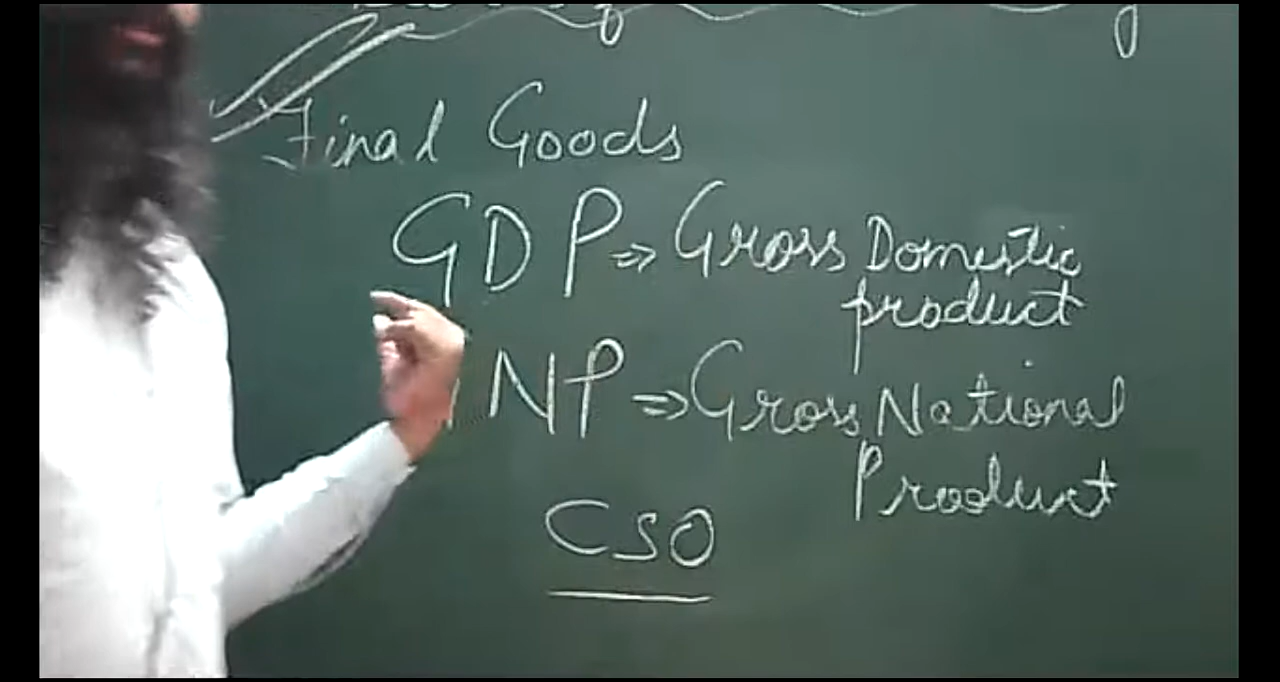 Final Goods
GDP ⇒ Gross Domestic
product
NP ⇒ Gross National
Product
CSO